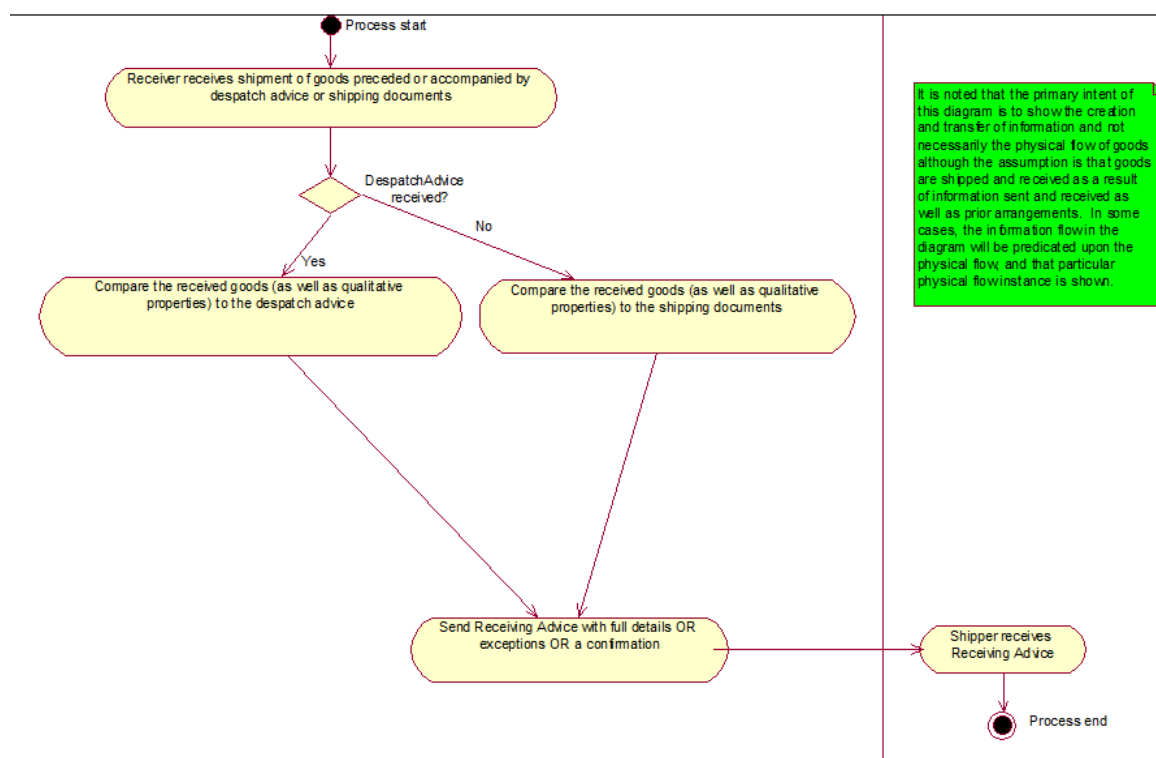 Process start
Receiver receives shipment of goods preceded or accompanied by
despatch advice or shipping documents
It is noted that the primary intent of
this diagram is to show the creation
and transfer of information and not
necessarily the physical flow of goods
although the assumption is that goods
are shipped and received as a result
of information sent and received as
well as prior arrangements. In some
cases, the information flow in the
diagram will be predicated upon the
physical flow, and that particular
physical flow instance is shown.
DespatchAdvice
received?
No
Yes
Compare the received goods (as well as qualitative
properties) to the despatch advice
Compare the received goods (as well as qualitative
properties) to the shipping documents
Send Receiving Advice with full details OR
exceptions OR a confirmation
Shipper receives
Receiving Advice
Process end